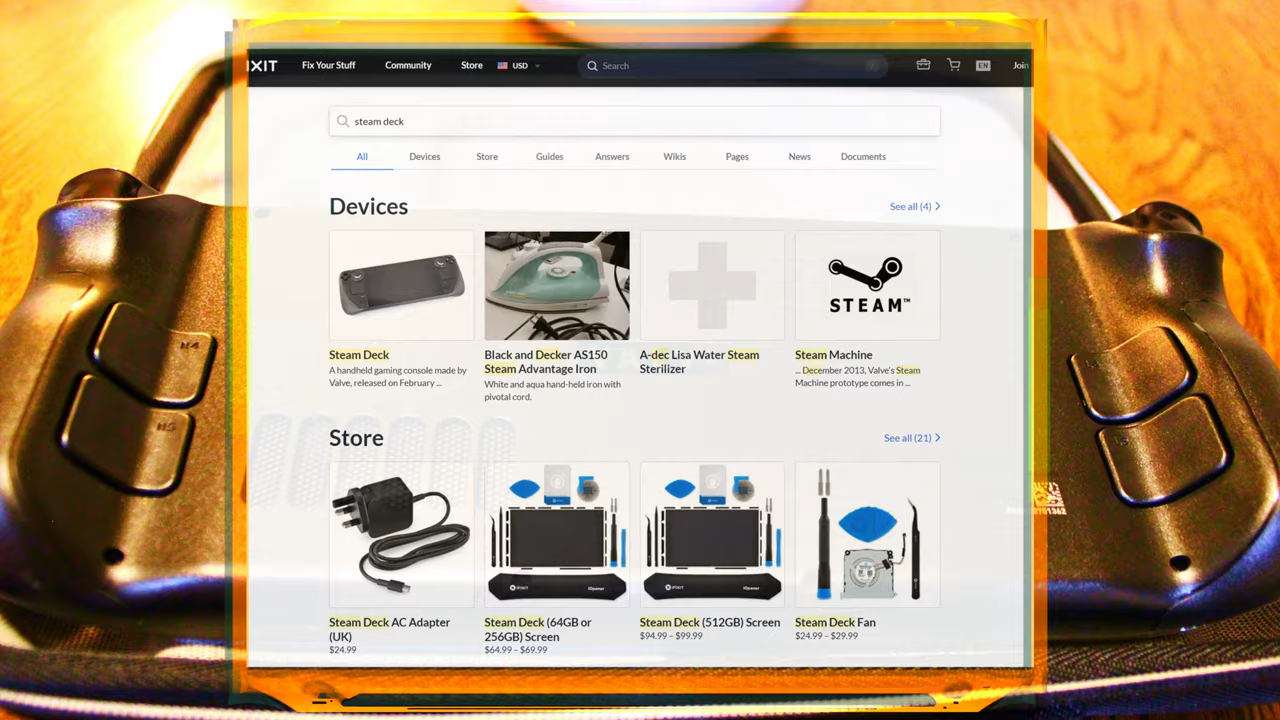 IXIT
Fix Your Stuff
Community
Store
USD
Search
/
EN
Join
steam deck
All
Devices
Store
Guides
Answers
Wikis
Pages
News
Documents
Devices
See all (4)
Steam Deck
A handheld gaming console made by
Valve, released on February ...
Black and Decker AS150
Steam Advantage Iron
White and aqua hand-held iron with
pivotal cord.
A-dec Lisa Water Steam
Sterilizer
STEAM™
Steam Machine
... December 2013, Valve's Steam
Machine prototype comes in ...
Store
See all (21)
IFIXIT
iOpener
IFIXIT
iOpener
Steam Deck AC Adapter
(UK)
$24.99
Steam Deck (64GB or
256GB) Screen
$64.99 – $69.99
Steam Deck (512GB) Screen
$94.99 – $99.99
Steam Deck Fan
$24.99 – $29.99